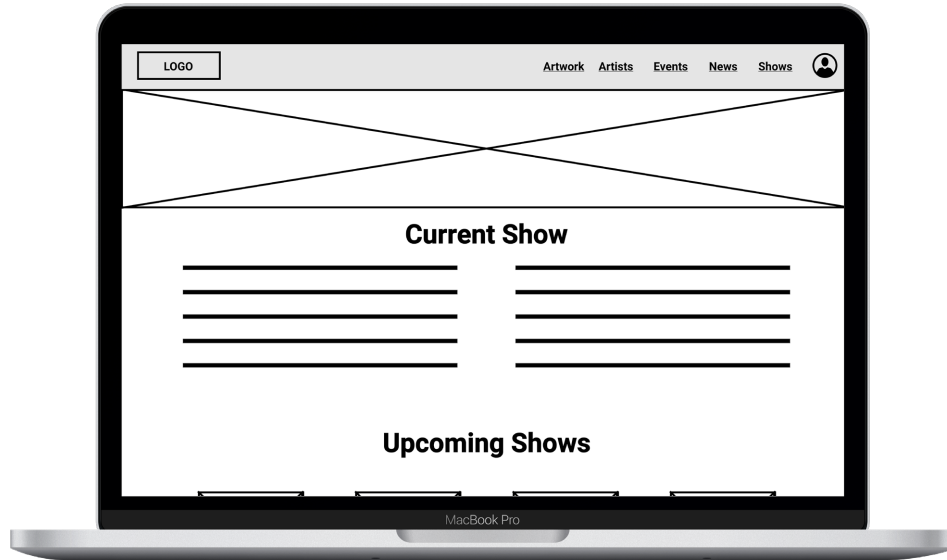 LOGO
Artwork Artists Events News Shows
Current Show
Upcoming Shows
MacBook Pro